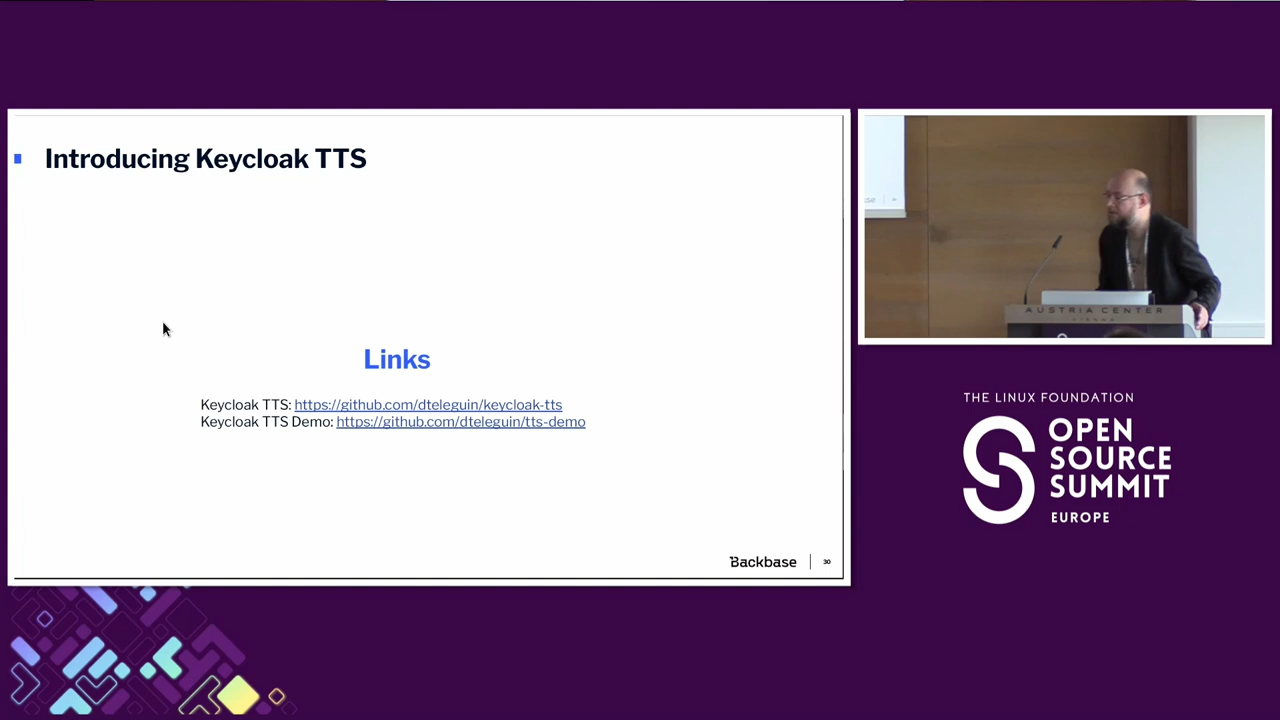 Introducing Keycloak TTS
Links
Keycloak TTS: https://github.com/dteleguin/keycloak-tts
Keycloak TTS Demo: https://github.com/dteleguin/tts-demo
Backbase
30
AUSTRIA CENTER
THE LINUX FOUNDATION
OPEN
SOURCE
SUMMIT
EUROPE